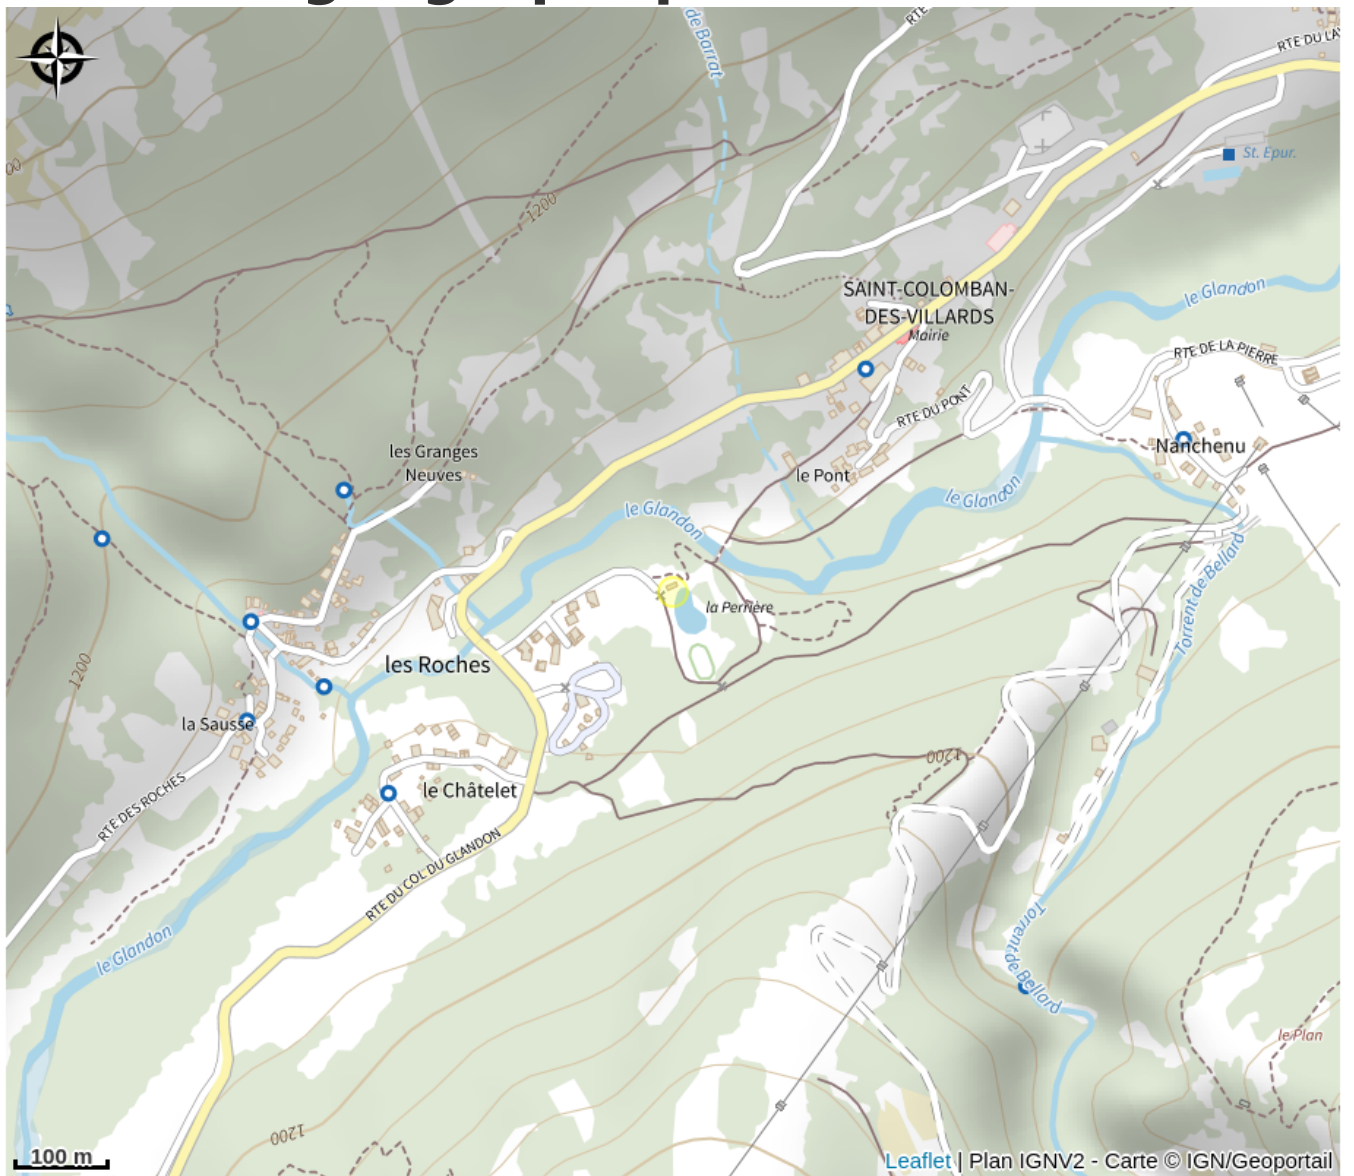 RTE
RTE DU LA
de Barrat
00
St. Epur.
1200
le Glandon
SAINT-COLOMBAN-
DES-VILLARDS
Mairie
RTE DE LA PIERRE
RTE DU PONT
Nanchenu
les Granges
Neuves
le Pont
le Glandon
le Glandon
Torrent de Bellard
la Perrière
les Roches
1200
la Sausse
1200
le Châtelet
RTE DES ROCHES
RTE DU COL DU GLANDON
le Glandon
Torrent de Bellard
le Plan
1200
100 m
Leaflet | Plan IGNV2 - Carte © IGN/Geoportail